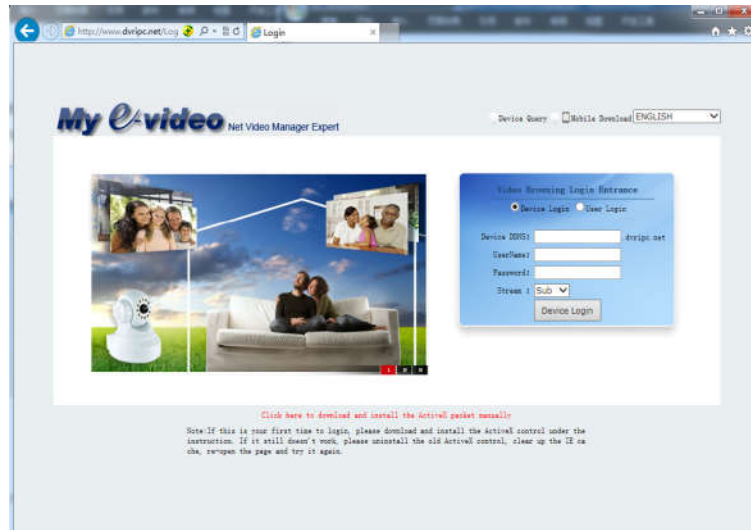 http://www.dvripc.net/Log
Login
My e-video Net Video Manager Expert
Device Query Mobile Download ENGLISH
Video Browsing Login Entrance
Device Login User Login
Device DDNS: .dvripc.net
UserName:
Password:
Stream : Sub
Device Login
1 2 3
Click here to download and install the ActiveX packet manually
Note:If this is your first time to login, please download and install the ActiveX control under the
instruction. If it still doesn't work, please uninstall the old ActiveX control, clear up the IE ca
che, re-open the page and try it again.